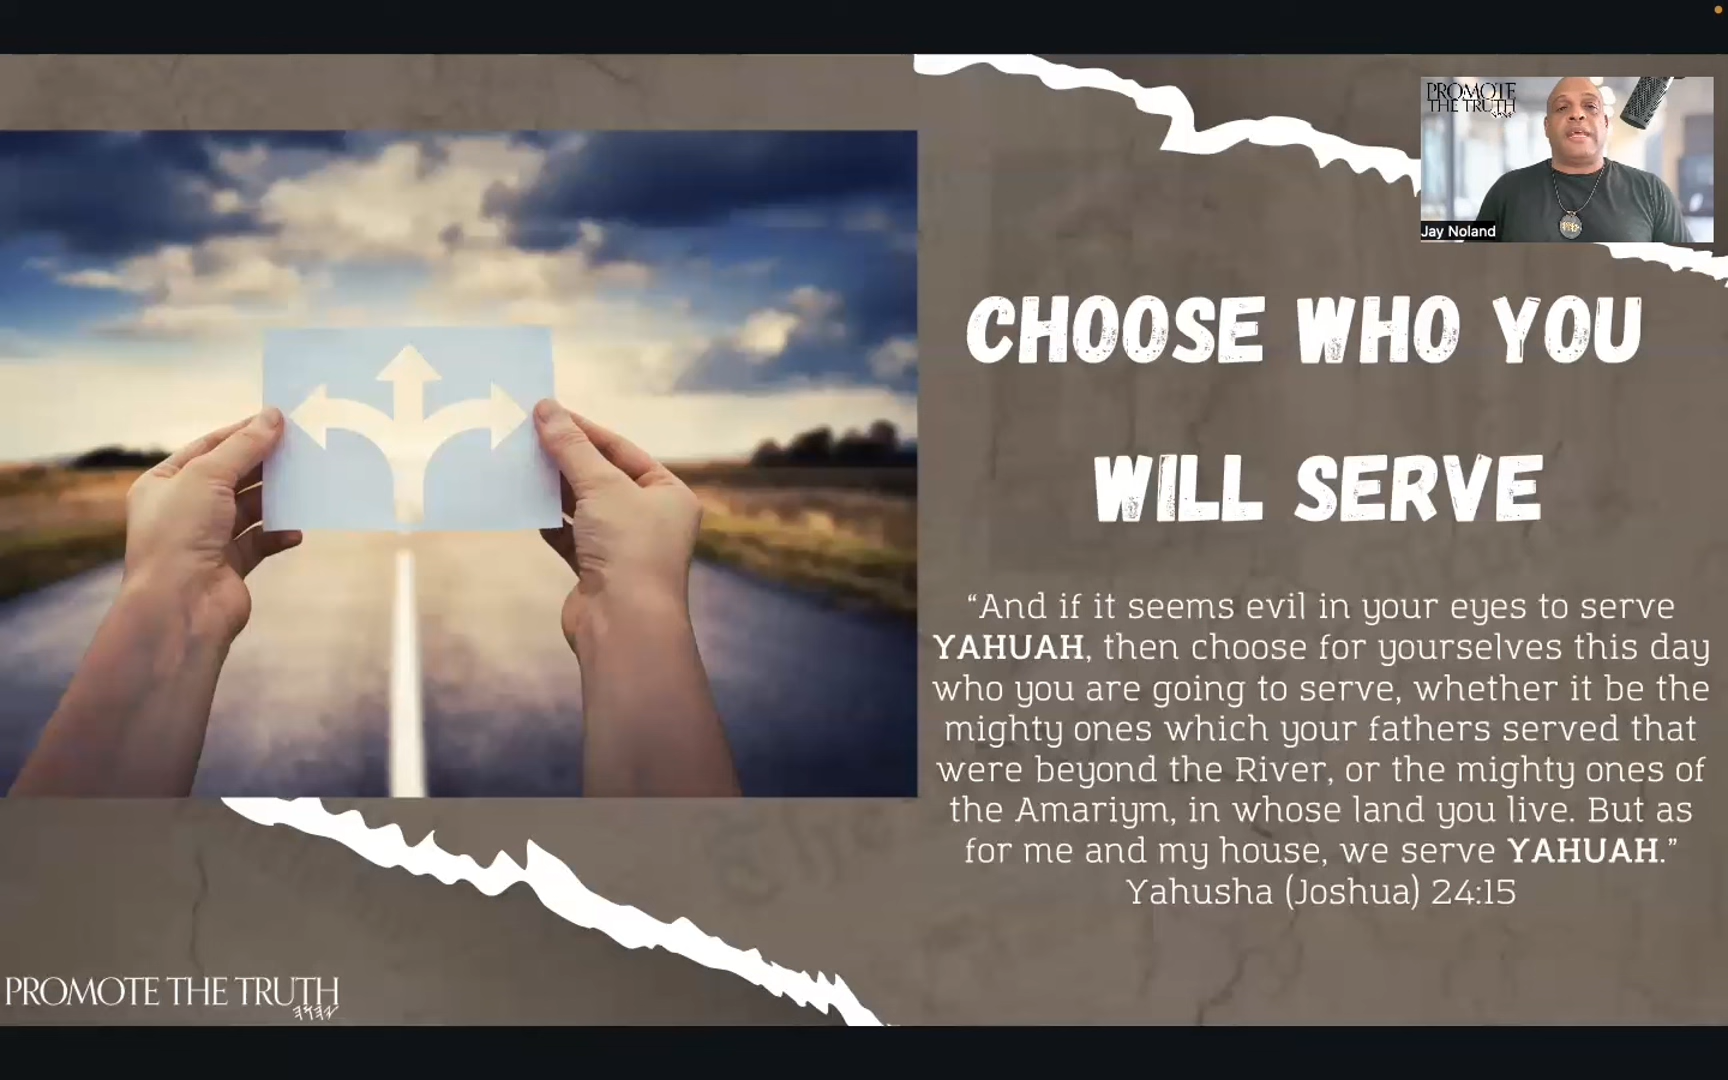 PROMOTE
THE TRUTH
Jay Noland
CHOOSE WHO YOU
WILL SERVE
“And if it seems evil in your eyes to serve
YAHUAH, then choose for yourselves this day
who you are going to serve, whether it be the
mighty ones which your fathers served that
were beyond the River, or the mighty ones of
the Amariym, in whose land you live. But as
for me and my house, we serve YAHUAH.”
Yahusha (Joshua) 24:15
PROMOTE THE TRUTH
𐤉𐤄𐤅𐤄